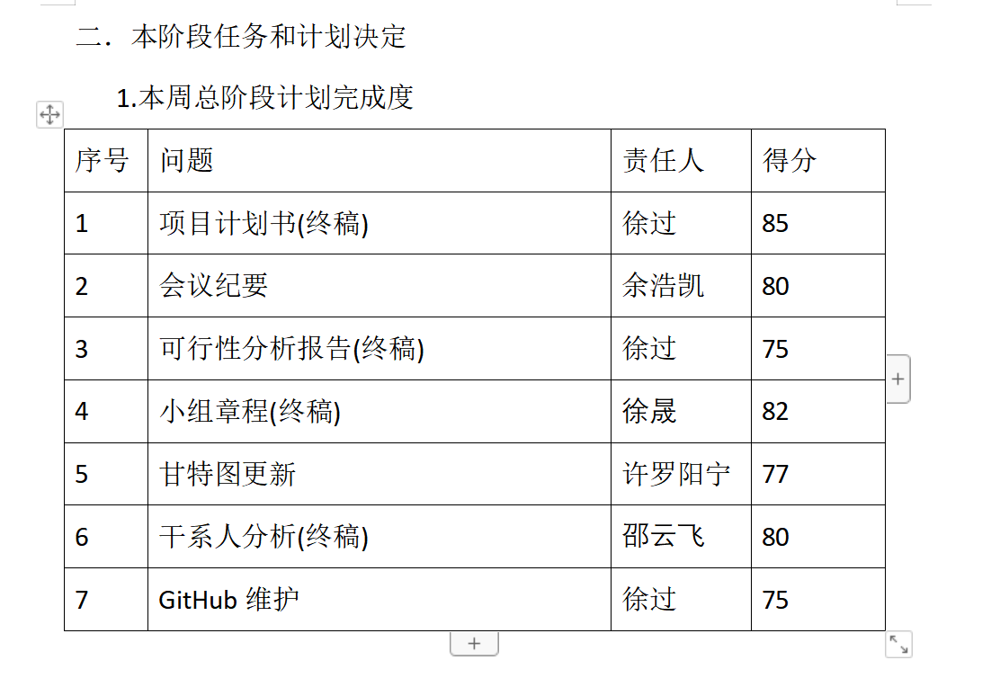 二．本阶段任务和计划决定
1.本周总阶段计划完成度
序号 问题 责任人 得分
1 项目计划书(终稿) 徐过 85
2 会议纪要 余浩凯 80
3 可行性分析报告(终稿) 徐过 75
4 小组章程(终稿) 徐晟 82
5 甘特图更新 许罗阳宁 77
6 干系人分析(终稿) 邵云飞 80
7 GitHub 维护 徐过 75